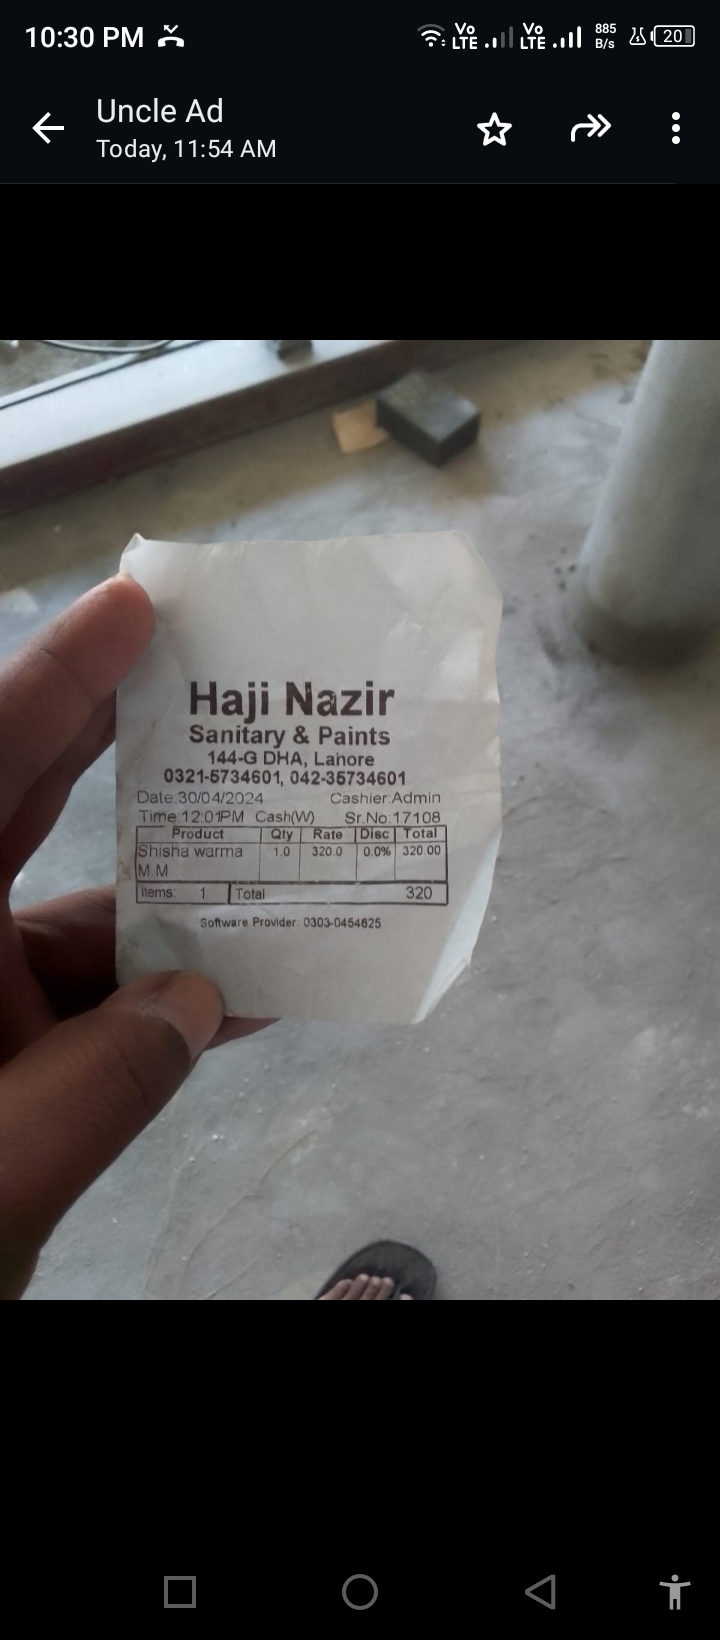 10:30 PM Vo LTE Vo LTE 885 B/s 20
Uncle Ad
Today, 11:54 AM
Haji Nazir
Sanitary & Paints
144-G DHA, Lahore
0321-5734601, 042-35734601
Date:30/04/2024 Cashier:Admin
Time:12:01PM Cash(W) Sr.No:17108
Product Qty Rate Disc Total
Shisha warma 1.0 320.0 0.0% 320.00
M.M
Items: 1 Total 320
Software Provider: 0303-0454625